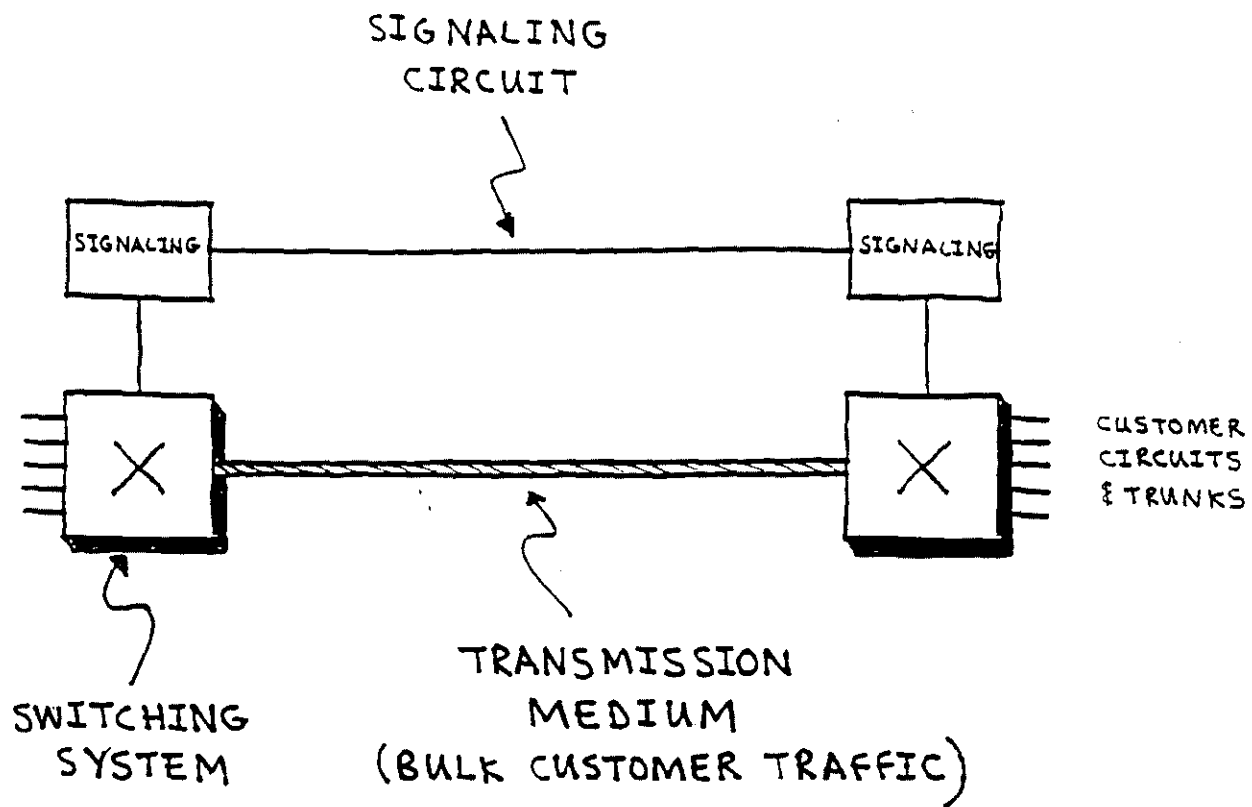 SIGNALING
CIRCUIT
SIGNALING
SIGNALING
CUSTOMER
CIRCUITS
& TRUNKS
TRANSMISSION
MEDIUM
(BULK CUSTOMER TRAFFIC)
SWITCHING
SYSTEM